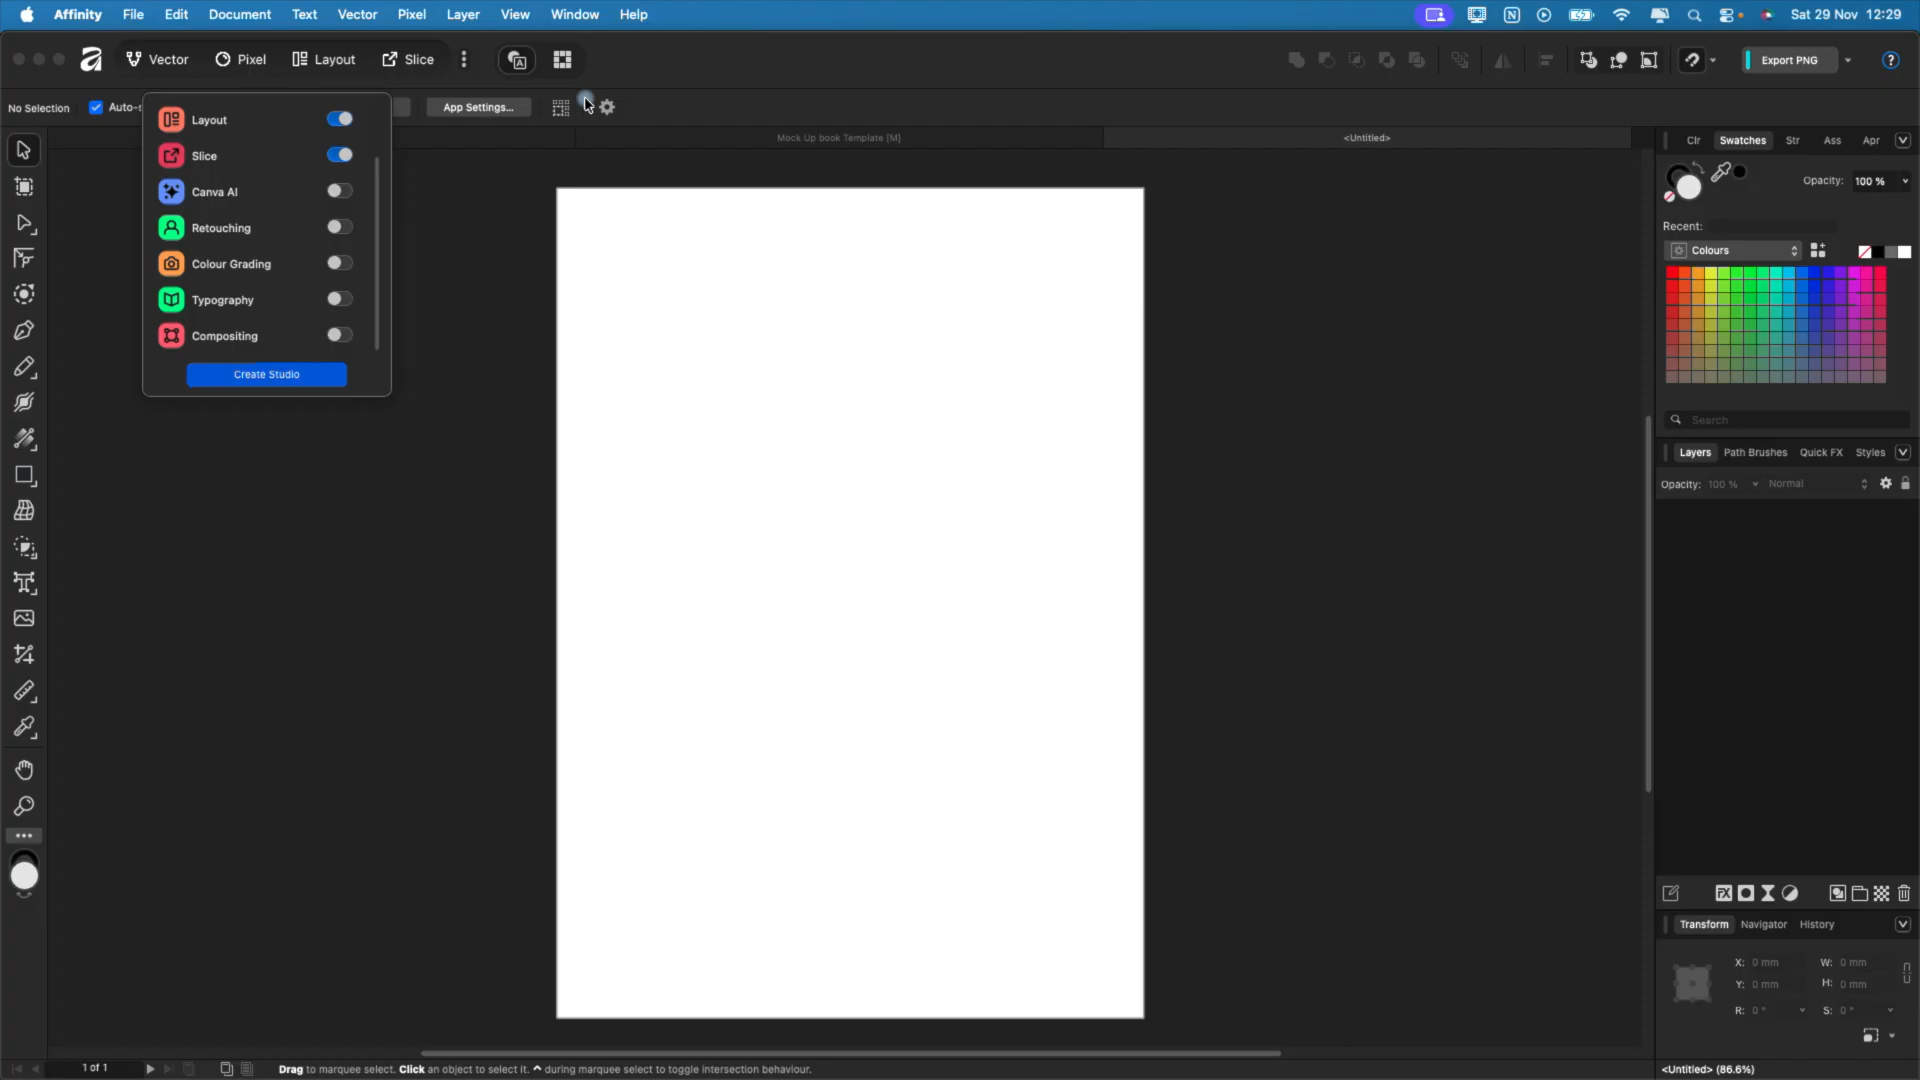 Affinity File Edit Document Text Vector Pixel Layer View Window Help Sat 29 Nov 12:29
Vector Pixel Layout Slice Export PNG
No Selection Auto-s App Settings...
Mock Up book Template [M] <Untitled>
Layout
Slice
Canva AI
Retouching
Colour Grading
Typography
Compositing
Create Studio
Clr Swatches Str Ass Apr
Opacity: 100 %
Recent:
Colours
Search
Layers Path Brushes Quick FX Styles
Opacity: 100 % Normal
Transform Navigator History
X: 0 mm W: 0 mm
Y: 0 mm H: 0 mm
R: 0 ° S: 0 °
1 of 1 Drag to marquee select. Click an object to select it. ⌃ during marquee select to toggle intersection behaviour. <Untitled> (86.6%)